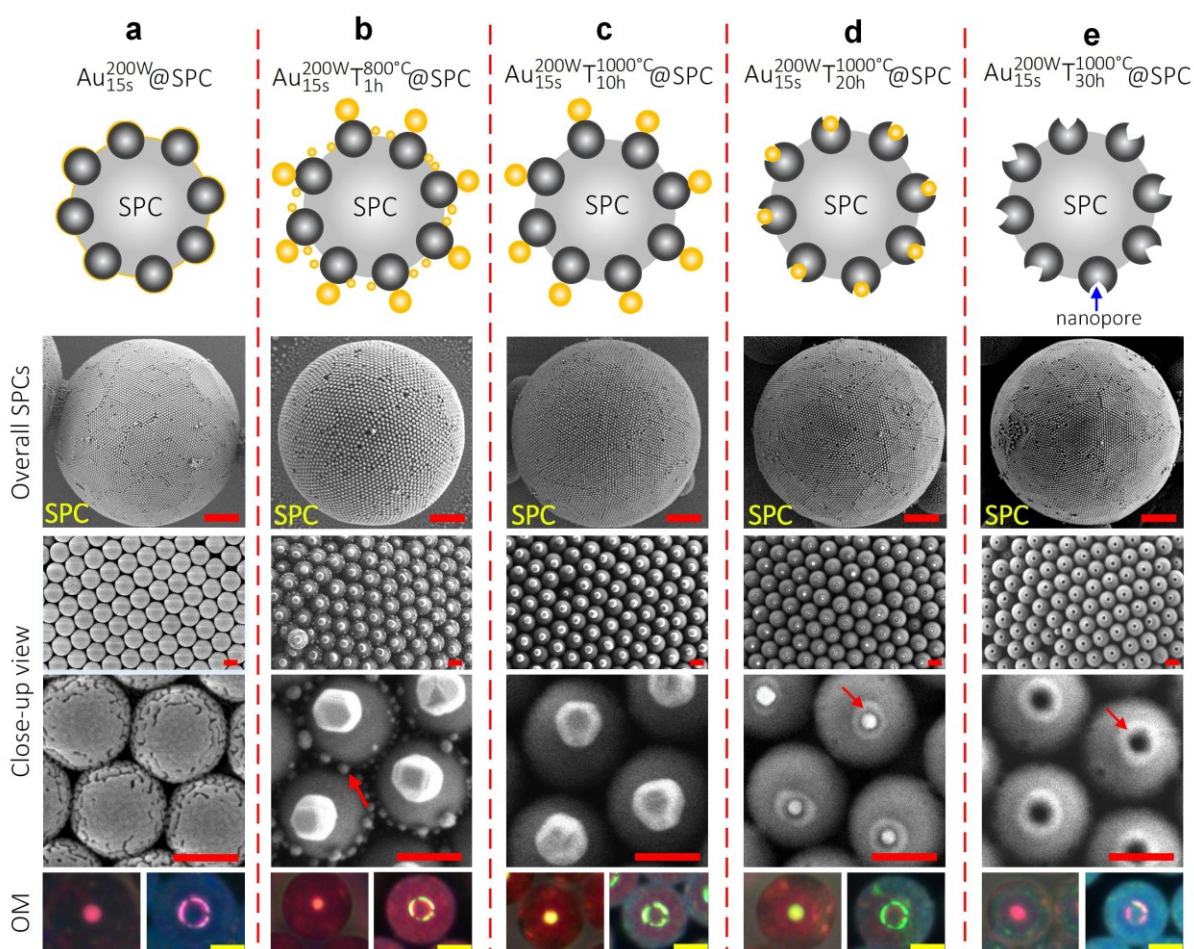 a
b
c
d
e
Au₁₅ₛ²⁰⁰ᵂ@SPC
Au₁₅ₛ²⁰⁰ᵂT₁ₕ⁸⁰⁰°ᶜ@SPC
Au₁₅ₛ²⁰⁰ᵂT₁₀ₕ¹⁰⁰⁰°ᶜ@SPC
Au₁₅ₛ²⁰⁰ᵂT₂₀ₕ¹⁰⁰⁰°ᶜ@SPC
Au₁₅ₛ²⁰⁰ᵂT₃₀ₕ¹⁰⁰⁰°ᶜ@SPC
SPC
SPC
SPC
SPC
SPC
nanopore
Overall SPCs
SPC
SPC
SPC
SPC
SPC
Close-up view
OM